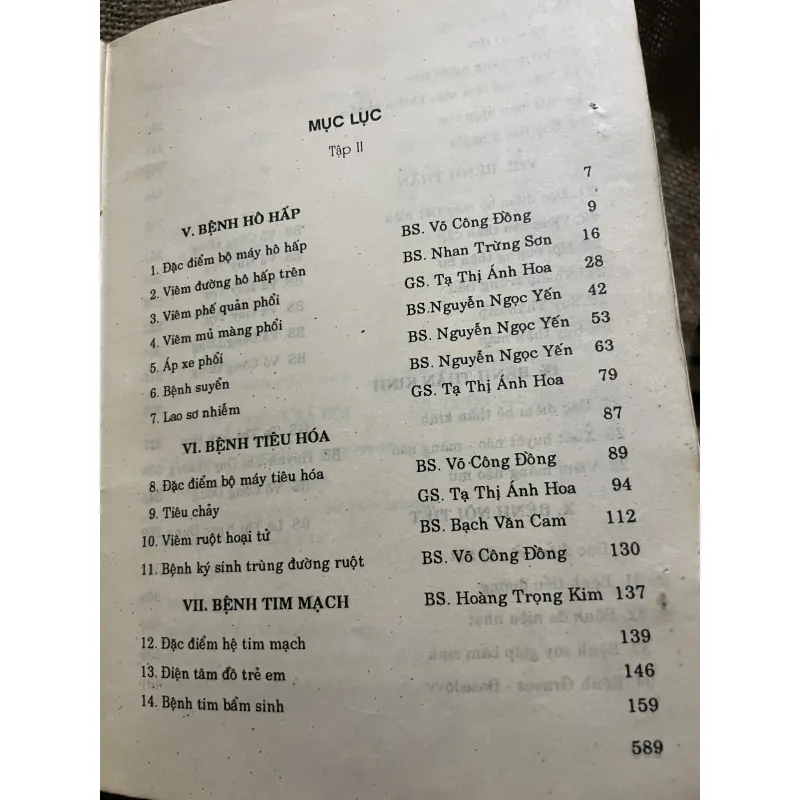 MỤC LỤC
Tập II
V. BỆNH HÔ HẤP 7
1. Đặc điểm bộ máy hô hấp BS. Võ Công Đồng 9
2. Viêm đường hô hấp trên BS. Nhan Trừng Sơn 16
3. Viêm phế quản phổi GS. Tạ Thị Ánh Hoa 28
4. Viêm mủ màng phổi BS.Nguyễn Ngọc Yến 42
5. Áp xe phổi BS. Nguyễn Ngọc Yến 53
6. Bệnh suyển BS. Nguyễn Ngọc Yến 63
7. Lao sơ nhiễm GS. Tạ Thị Ánh Hoa 79
VI. BỆNH TIÊU HÓA 87
8. Đặc điểm bộ máy tiêu hóa BS. Võ Công Đồng 89
9. Tiêu chảy GS. Tạ Thị Ánh Hoa 94
10. Viêm ruột hoại tử BS. Bạch Văn Cam 112
11. Bệnh ký sinh trùng đường ruột BS. Võ Công Đồng 130
VII. BỆNH TIM MẠCH BS. Hoàng Trọng Kim 137
12. Đặc điểm hệ tim mạch 139
13. Điện tâm đồ trẻ em 146
14. Bệnh tim bẩm sinh 159
589